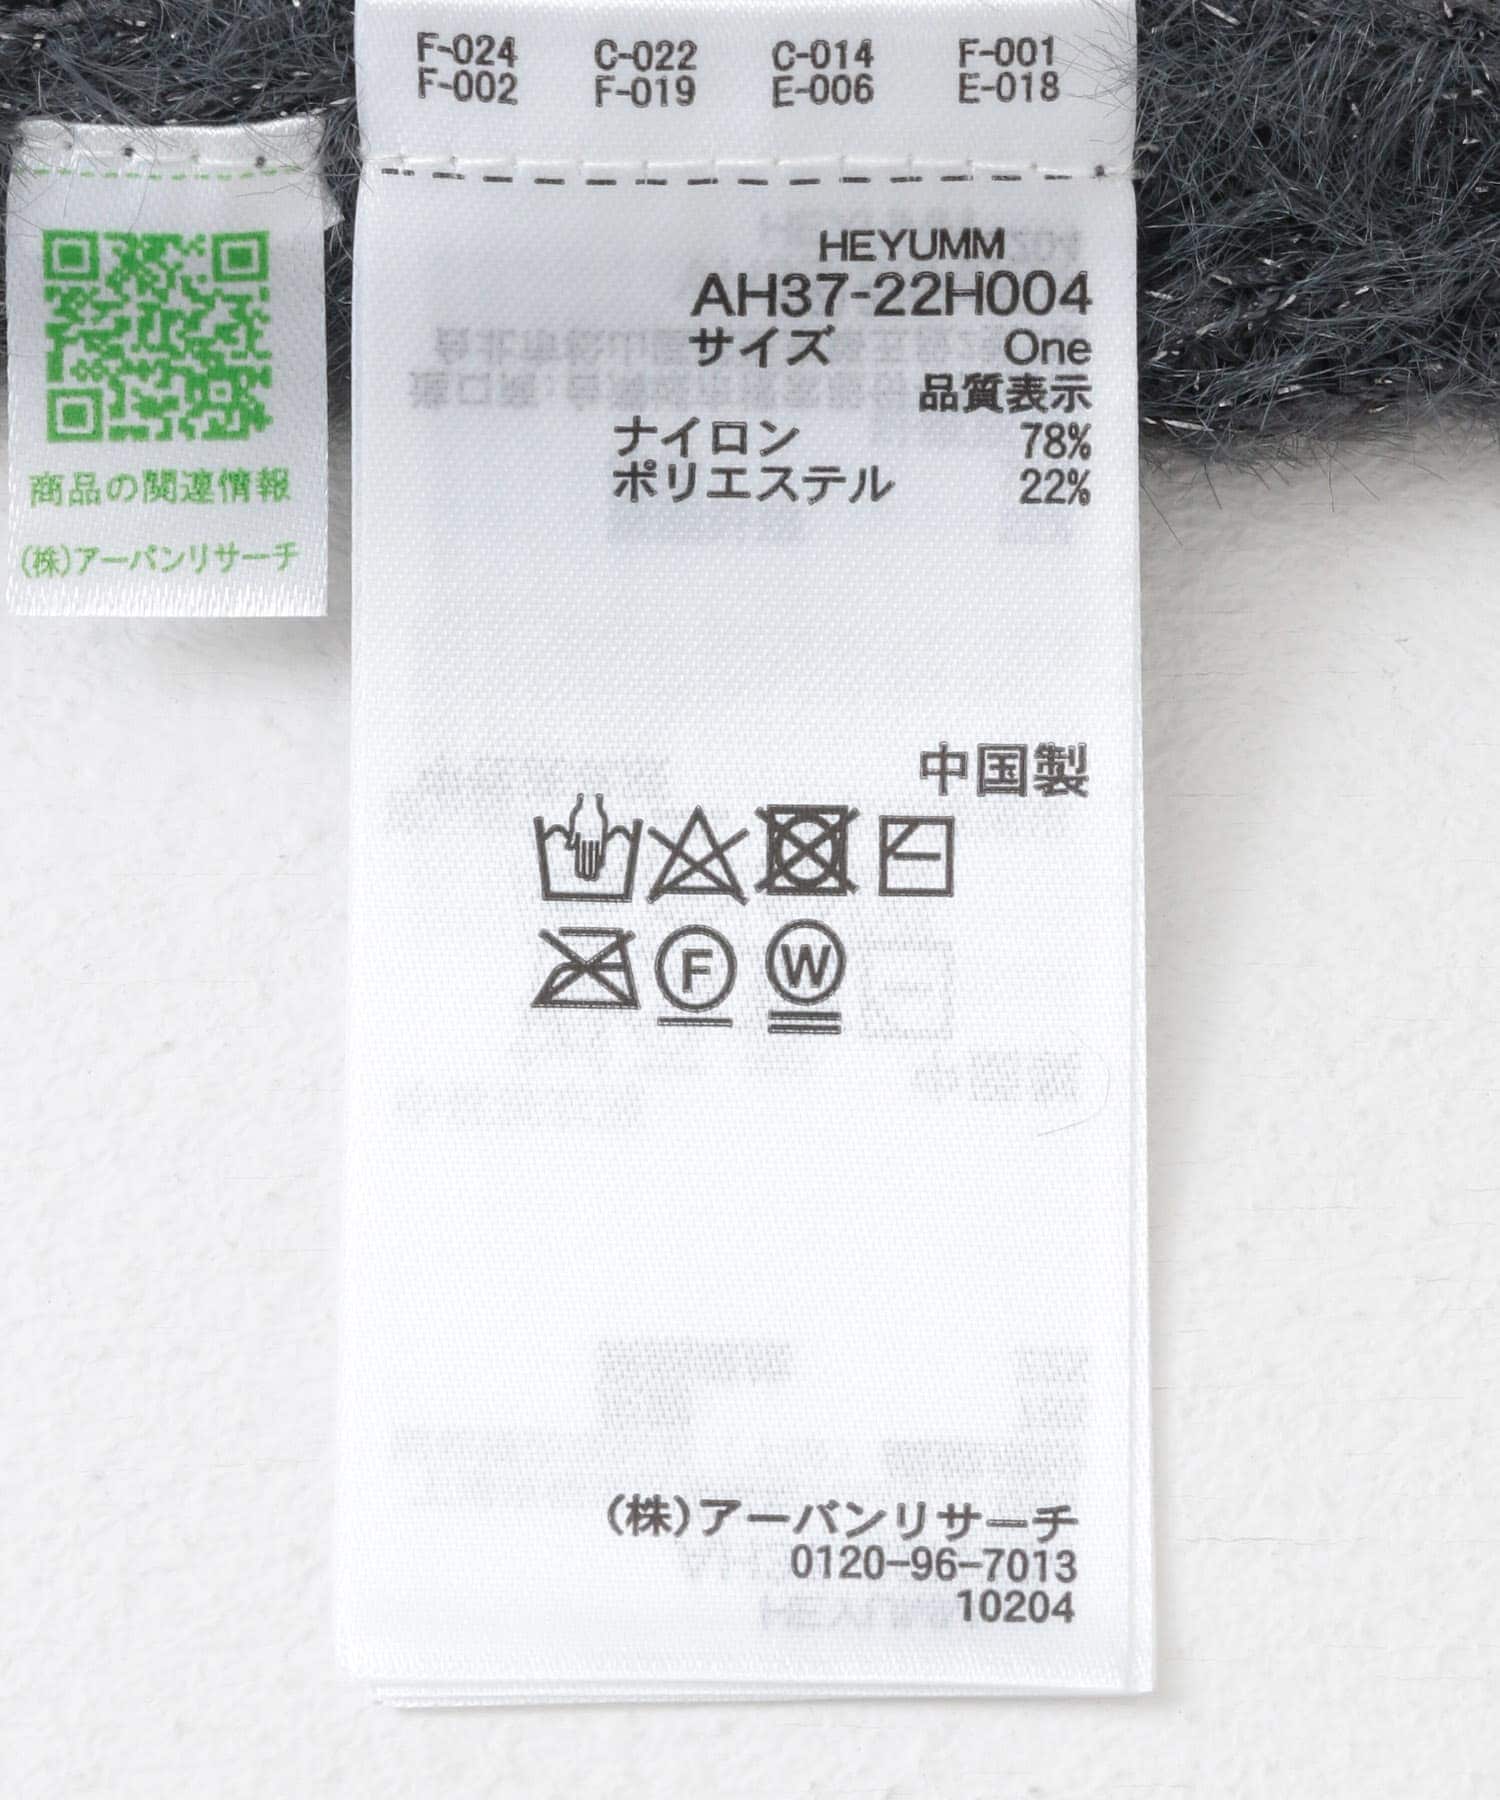 F-024 C-022 C-014 F-001
F-002 F-019 E-006 E-018
商品の関連情報
(株)アーバンリサーチ
HEYUMM
AH37-22H004
サイズ One
品質表示
ナイロン 78%
ポリエステル 22%
中国製
F W
(株)アーバンリサーチ
0120-96-7013
10204